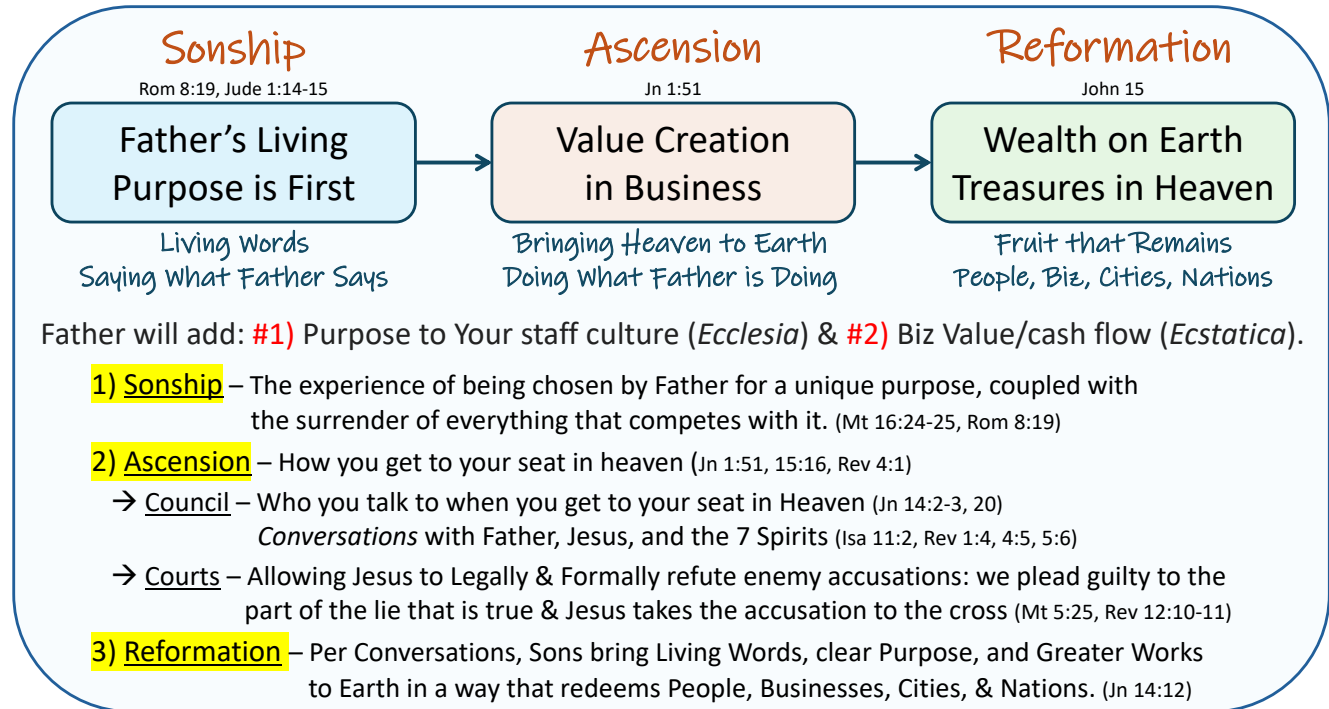 Sonship Ascension Reformation
Rom 8:19, Jude 1:14-15 Jn 1:51 John 15
Father's Living
Purpose is First
Value Creation
in Business
Wealth on Earth
Treasures in Heaven
Living Words
Saying What Father Says
Bringing Heaven to Earth
Doing What Father is Doing
Fruit that Remains
People, Biz, Cities, Nations
Father will add: #1) Purpose to Your staff culture (Ecclesia) & #2) Biz Value/cash flow (Ecstatica).
1) Sonship – The experience of being chosen by Father for a unique purpose, coupled with
the surrender of everything that competes with it. (Mt 16:24-25, Rom 8:19)
2) Ascension – How you get to your seat in heaven (Jn 1:51, 15:16, Rev 4:1)
→ Council – Who you talk to when you get to your seat in Heaven (Jn 14:2-3, 20)
Conversations with Father, Jesus, and the 7 Spirits (Isa 11:2, Rev 1:4, 4:5, 5:6)
→ Courts – Allowing Jesus to Legally & Formally refute enemy accusations: we plead guilty to the
part of the lie that is true & Jesus takes the accusation to the cross (Mt 5:25, Rev 12:10-11)
3) Reformation – Per Conversations, Sons bring Living Words, clear Purpose, and Greater Works
to Earth in a way that redeems People, Businesses, Cities, & Nations. (Jn 14:12)